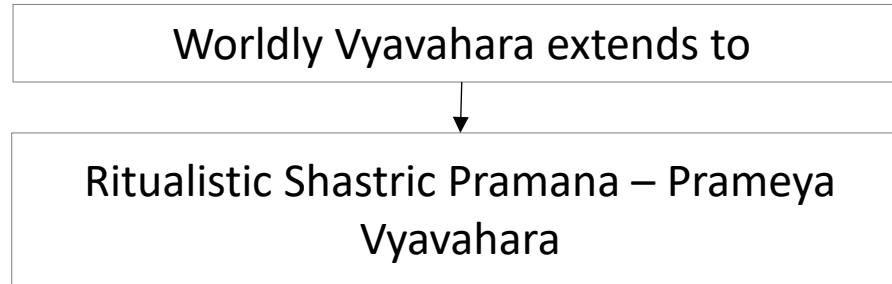 Worldly Vyavahara extends to
Ritualistic Shastric Pramana – Prameya
Vyavahara